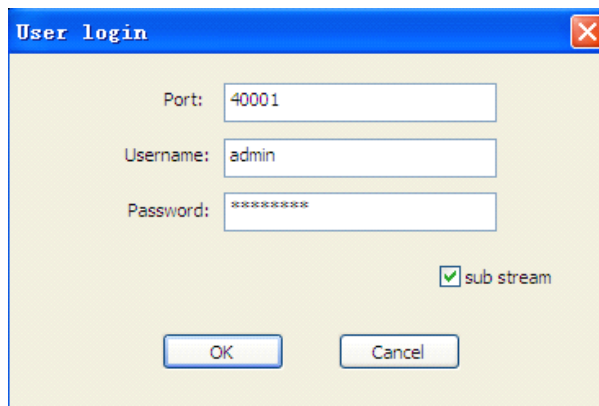 User login
Port: 40001
Username: admin
Password: ********
sub stream
OK Cancel